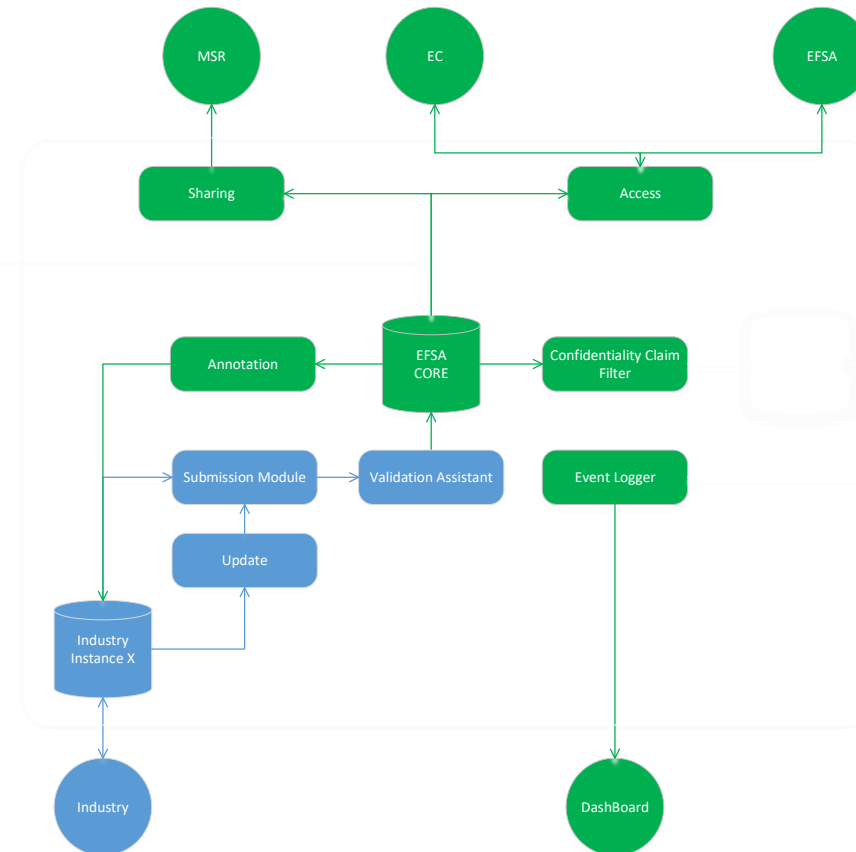 MSR
EC
EFSA
Sharing
Access
EFSA
CORE
Annotation
Confidentiality Claim
Filter
Submission Module
Validation Assistant
Event Logger
Update
Industry
Instance X
Industry
DashBoard